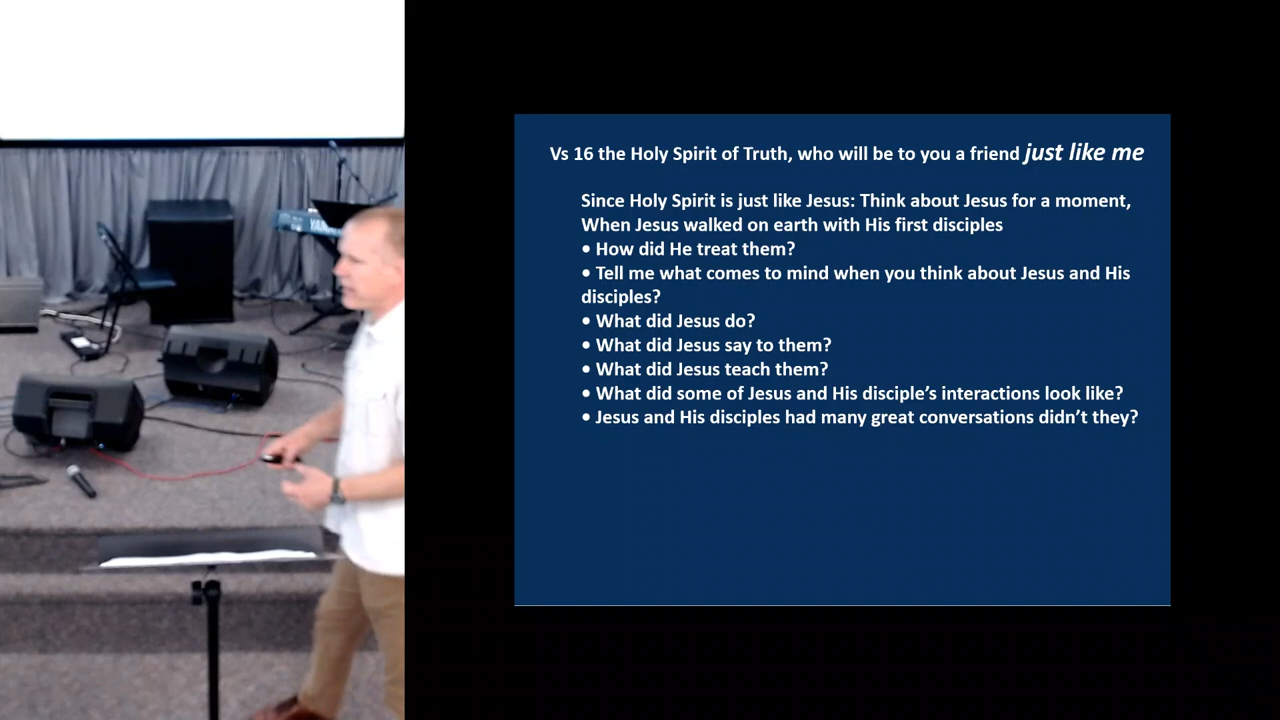 Vs 16 the Holy Spirit of Truth, who will be to you a friend just like me
Since Holy Spirit is just like Jesus: Think about Jesus for a moment,
When Jesus walked on earth with His first disciples
• How did He treat them?
• Tell me what comes to mind when you think about Jesus and His
disciples?
• What did Jesus do?
• What did Jesus say to them?
• What did Jesus teach them?
• What did some of Jesus and His disciple’s interactions look like?
• Jesus and His disciples had many great conversations didn’t they?